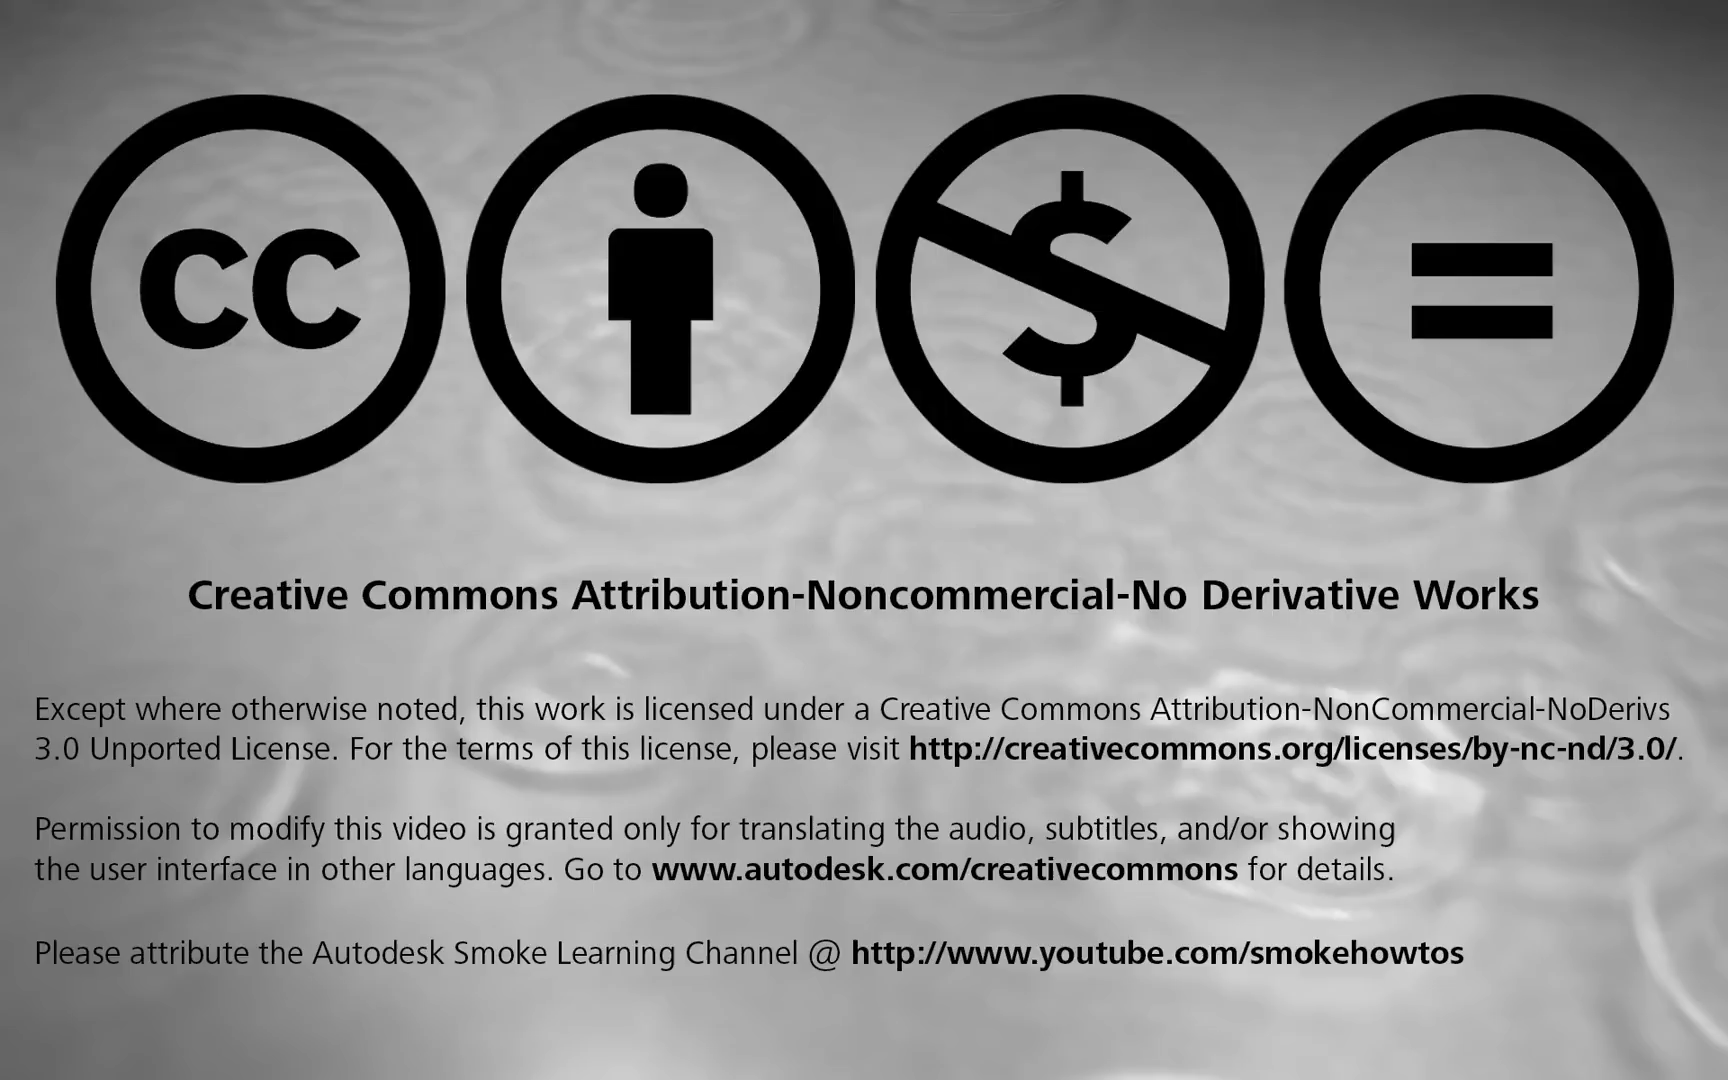 cc
$
=
Creative Commons Attribution-Noncommercial-No Derivative Works
Except where otherwise noted, this work is licensed under a Creative Commons Attribution-NonCommercial-NoDerivs
3.0 Unported License. For the terms of this license, please visit http://creativecommons.org/licenses/by-nc-nd/3.0/.
Permission to modify this video is granted only for translating the audio, subtitles, and/or showing
the user interface in other languages. Go to www.autodesk.com/creativecommons for details.
Please attribute the Autodesk Smoke Learning Channel @ http://www.youtube.com/smokehowtos